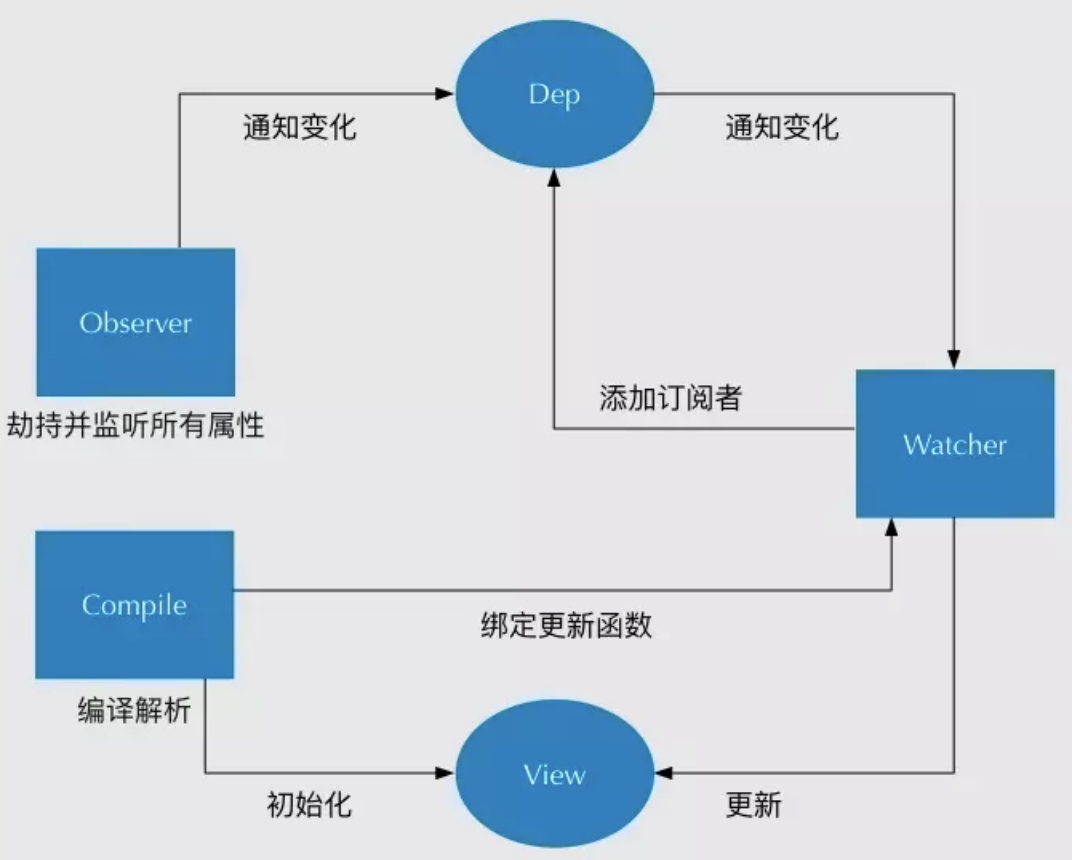 Dep
通知变化
通知变化
Observer
添加订阅者
劫持并监听所有属性
Watcher
Compile
绑定更新函数
编译解析
View
初始化
更新